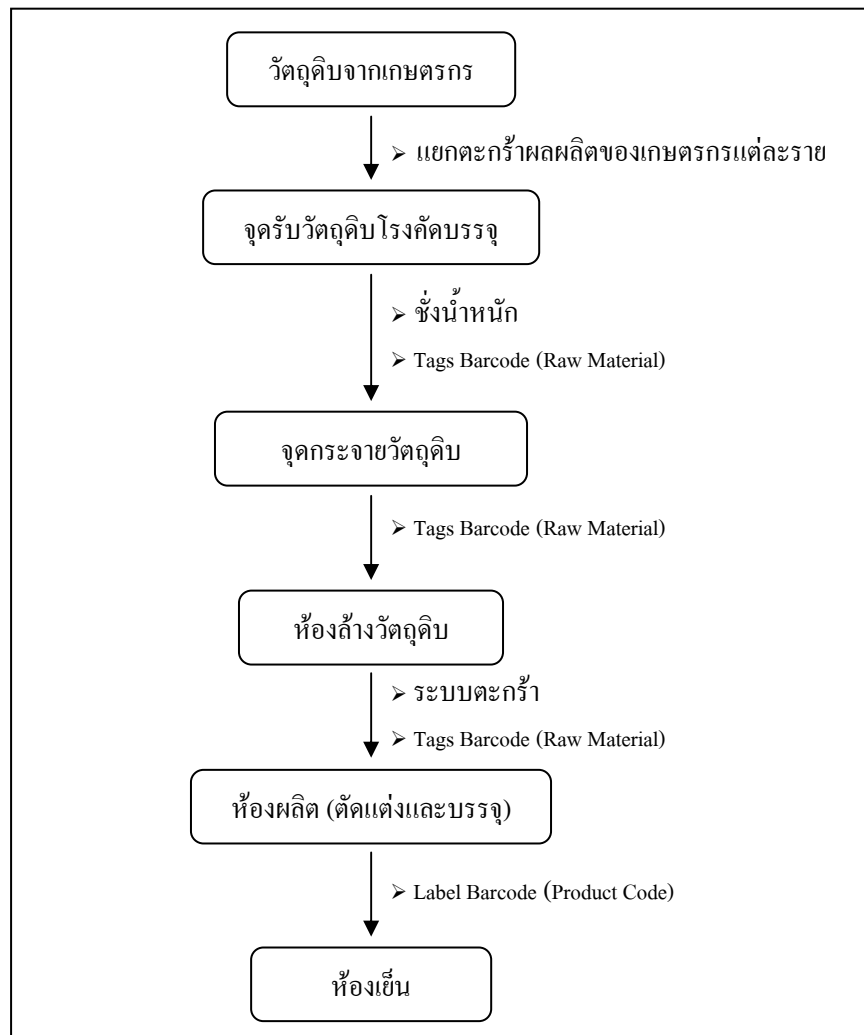 วัตถุดิบจากเกษตรกร
➢ แยกตะกร้าผลผลิตของเกษตรกรแต่ละราย
จุดรับวัตถุดิบโรงคัดบรรจุ
➢ ชั่งน้ำหนัก
➢ Tags Barcode (Raw Material)
จุดกระจายวัตถุดิบ
➢ Tags Barcode (Raw Material)
ห้องล้างวัตถุดิบ
➢ ระบบตะกร้า
➢ Tags Barcode (Raw Material)
ห้องผลิต (ตัดแต่งและบรรจุ)
➢ Label Barcode (Product Code)
ห้องเย็น